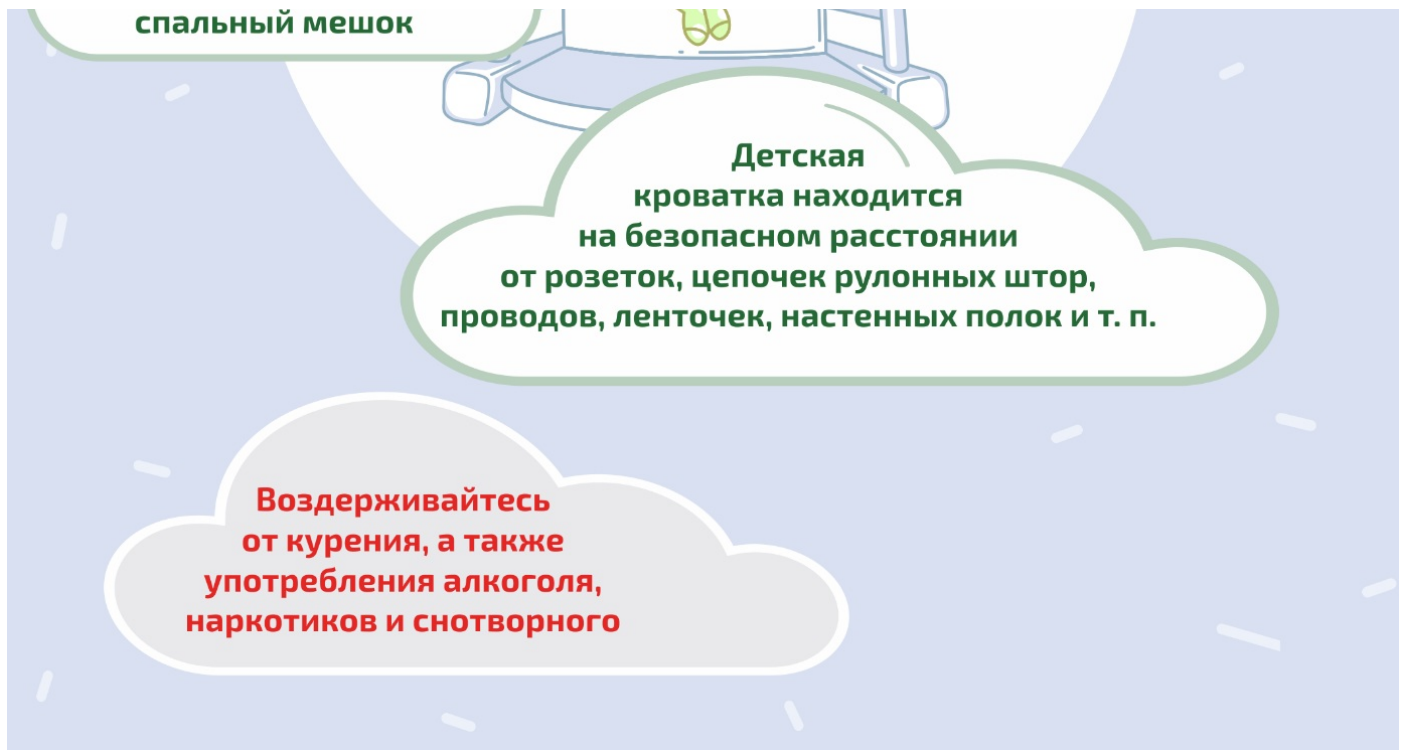 спальный мешок
Детская
кроватка находится
на безопасном расстоянии
от розеток, цепочек рулонных штор,
проводов, ленточек, настенных полок и т. п.
Воздерживайтесь
от курения, а также
употребления алкоголя,
наркотиков и снотворного